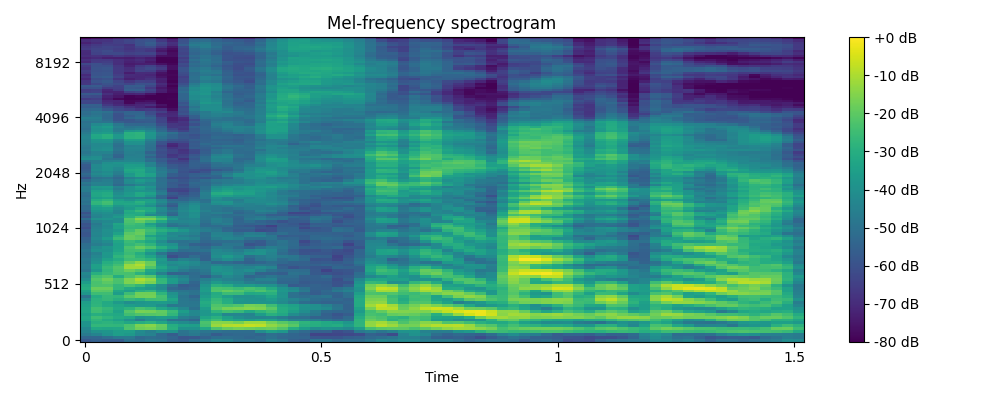 Mel-frequency spectrogram
Hz
8192
4096
2048
1024
512
0
0
0.5
1
1.5
Time
+0 dB
-10 dB
-20 dB
-30 dB
-40 dB
-50 dB
-60 dB
-70 dB
-80 dB